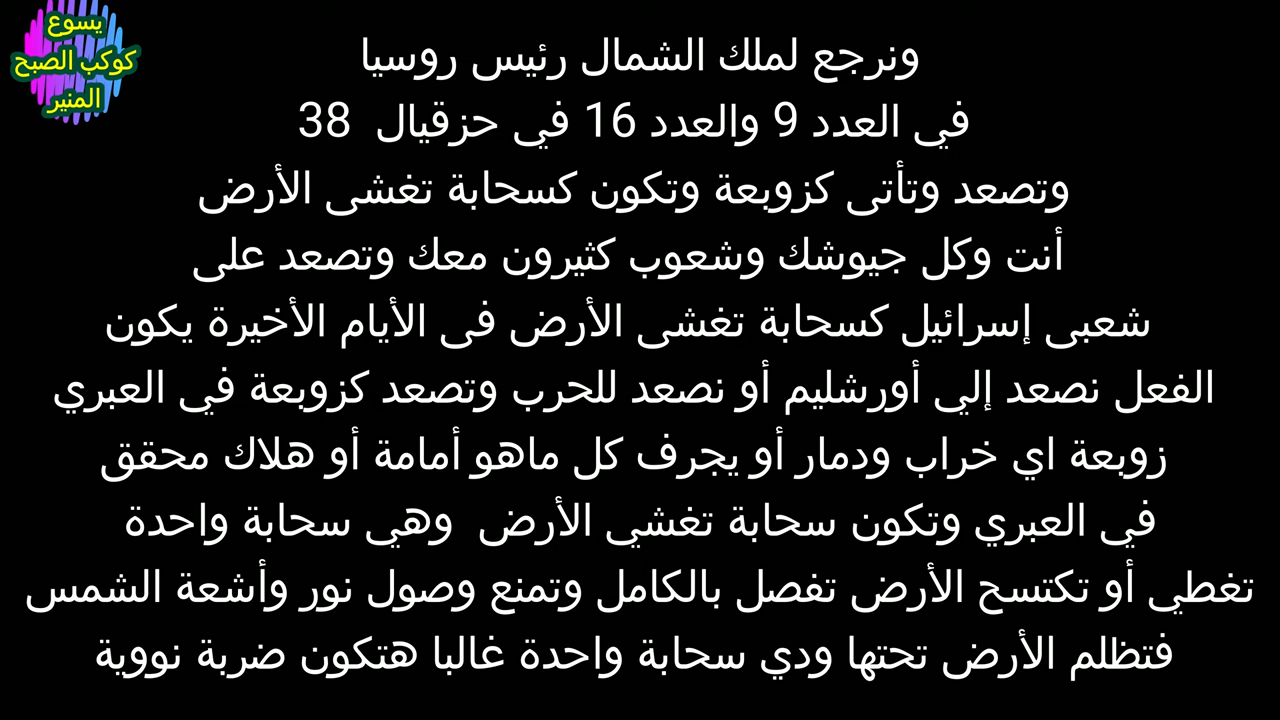 يسوع
كوكب الصبح
المنير
ونرجع لملك الشمال رئيس روسيا
في العدد 9 والعدد 16 في حزقيال 38
وتصعد وتأتى كزوبعة وتكون كسحابة تغشى الأرض
أنت وكل جيوشك وشعوب كثيرون معك وتصعد على
شعبى إسرائيل كسحابة تغشى الأرض فى الأيام الأخيرة يكون
الفعل نصعد إلي أورشليم أو نصعد للحرب وتصعد كزوبعة في العبري
زوبعة اي خراب ودمار أو يجرف كل ماهو أمامة أو هلاك محقق
في العبري وتكون سحابة تغشي الأرض وهي سحابة واحدة
تغطي أو تكتسح الأرض تفصل بالكامل وتمنع وصول نور وأشعة الشمس
فتظلم الأرض تحتها ودي سحابة واحدة غالبا هتكون ضربة نووية